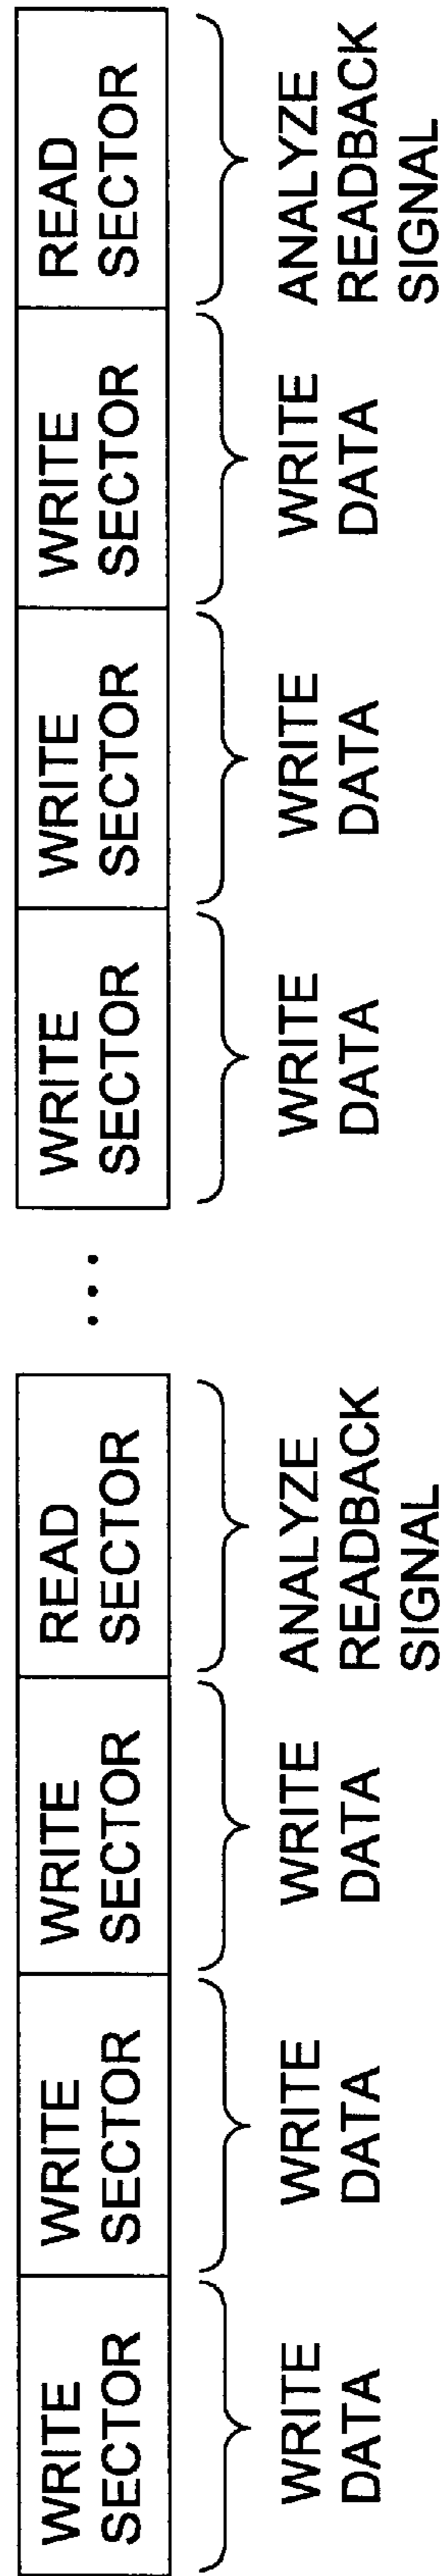 WRITE
SECTOR
WRITE
SECTOR
WRITE
SECTOR
READ
SECTOR
...
WRITE
SECTOR
WRITE
SECTOR
WRITE
SECTOR
READ
SECTOR
WRITE
DATA
WRITE
DATA
WRITE
DATA
ANALYZE
READBACK
SIGNAL
WRITE
DATA
WRITE
DATA
WRITE
DATA
ANALYZE
READBACK
SIGNAL